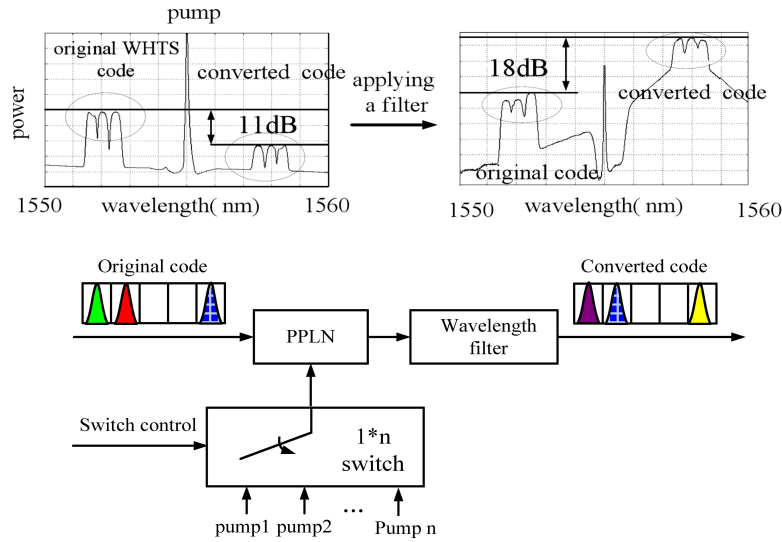 pump
original WHTS
code
converted code
11dB
power
1550
wavelength( nm)
1560
applying
a filter
18dB
converted code
original code
1550
wavelength( nm)
1560
Original code
Converted code
PPLN
Wavelength
filter
Switch control
1*n
switch
pump1 pump2 ... Pump n